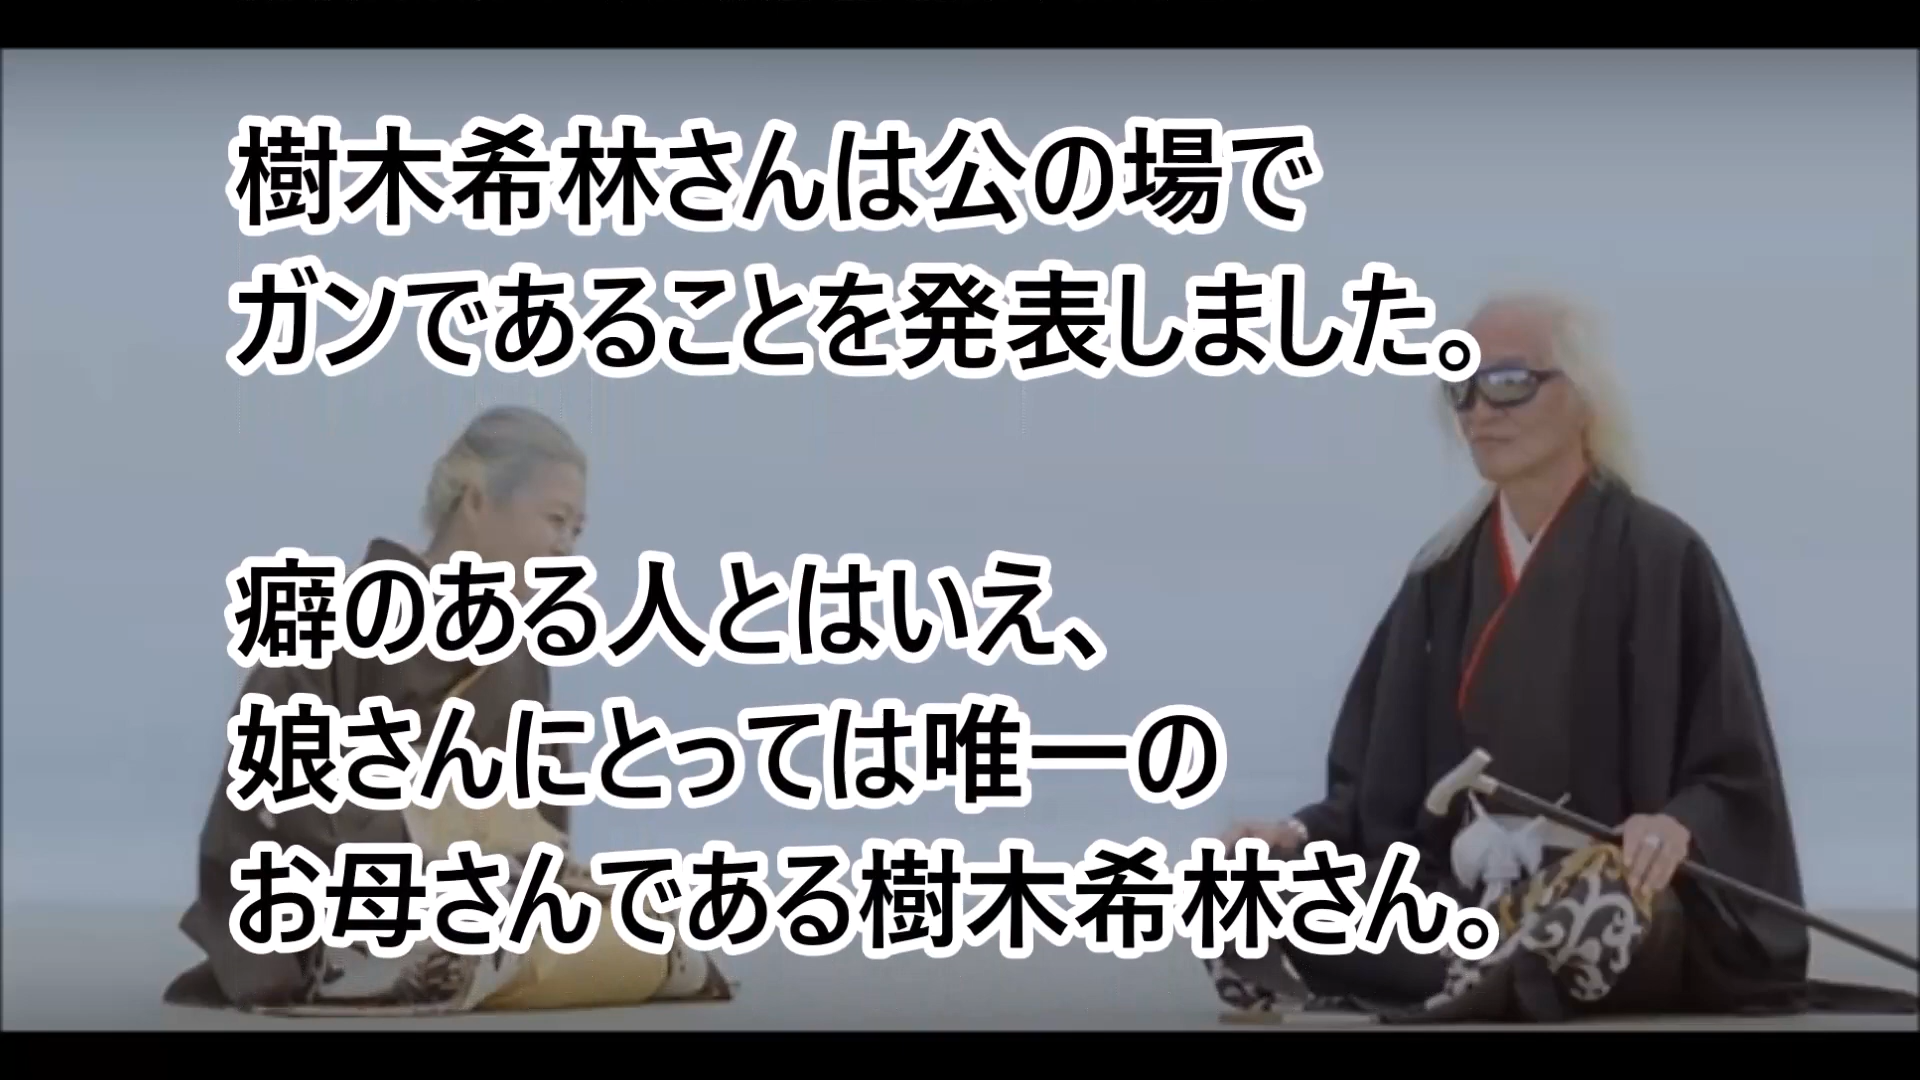 樹木希林さんは公の場で
ガンであることを発表しました。
癖のある人とはいえ、
娘さんにとっては唯一の
お母さんである樹木希林さん。